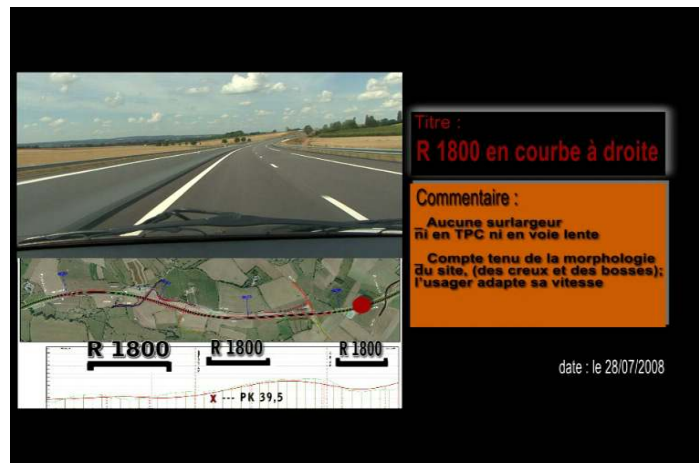 Titre :
R 1800 en courbe à droite
Commentaire :
_ Aucune surlargeur
ni en TPC ni en voie lente
_ Compte tenu de la morphologie
du site, (des creux et des bosses);
l'usager adapte sa vitesse
R 1800 R 1800 R 1800
x --- PK 39,5
date : le 28/07/2008